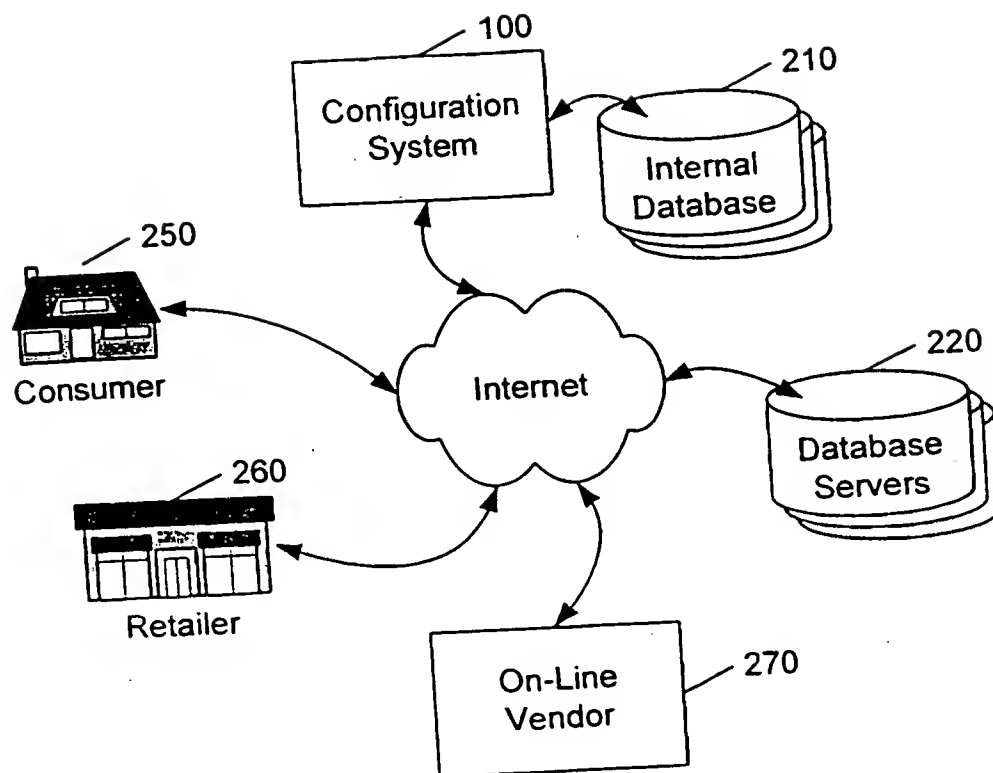 100
Configuration
System
210
Internal
Database
250
Consumer
Internet
220
Database
Servers
260
Retailer
On-Line
Vendor
270